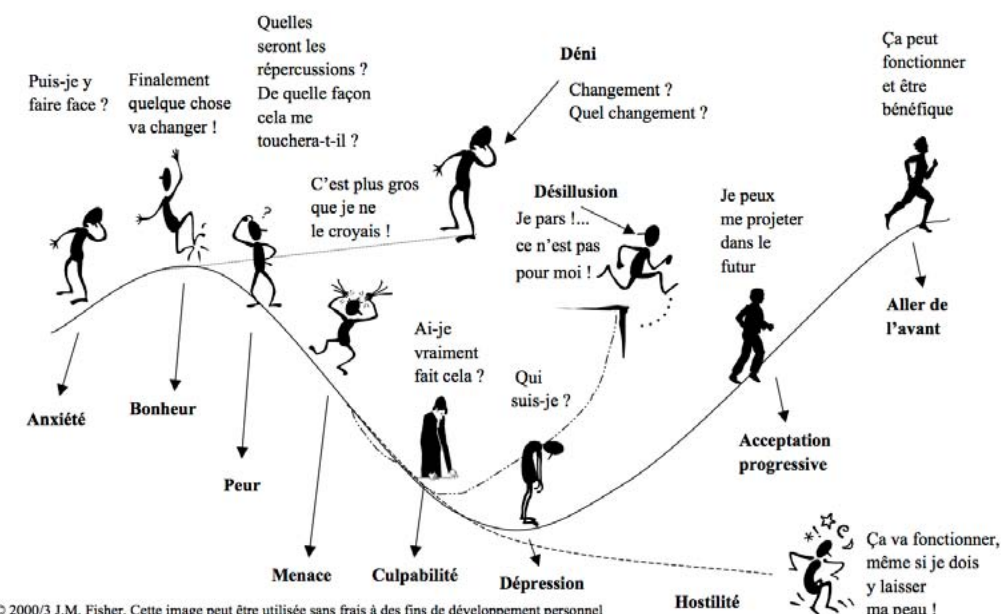 Puis-je y
faire face ?
Finalement
quelque chose
va changer !
Quelles
seront les
répercussions ?
De quelle façon
cela me
touchera-t-il ?
C'est plus gros
que je ne
le croyais !
Déni
Changement ?
Quel changement ?
Désillusion
Je pars !...
ce n'est pas
pour moi !
Je peux
me projeter
dans le
futur
Ça peut
fonctionner
et être
bénéfique
?
Ai-je
vraiment
fait cela ?
Qui
suis-je ?
Aller de
l'avant
Anxiété
Bonheur
Peur
Acceptation
progressive
Menace
Culpabilité
Dépression
Hostilité
Ça va fonctionner,
même si je dois
y laisser
ma peau !
© 2000/3 J.M. Fisher. Cette image peut être utilisée sans frais à des fins de développement personnel